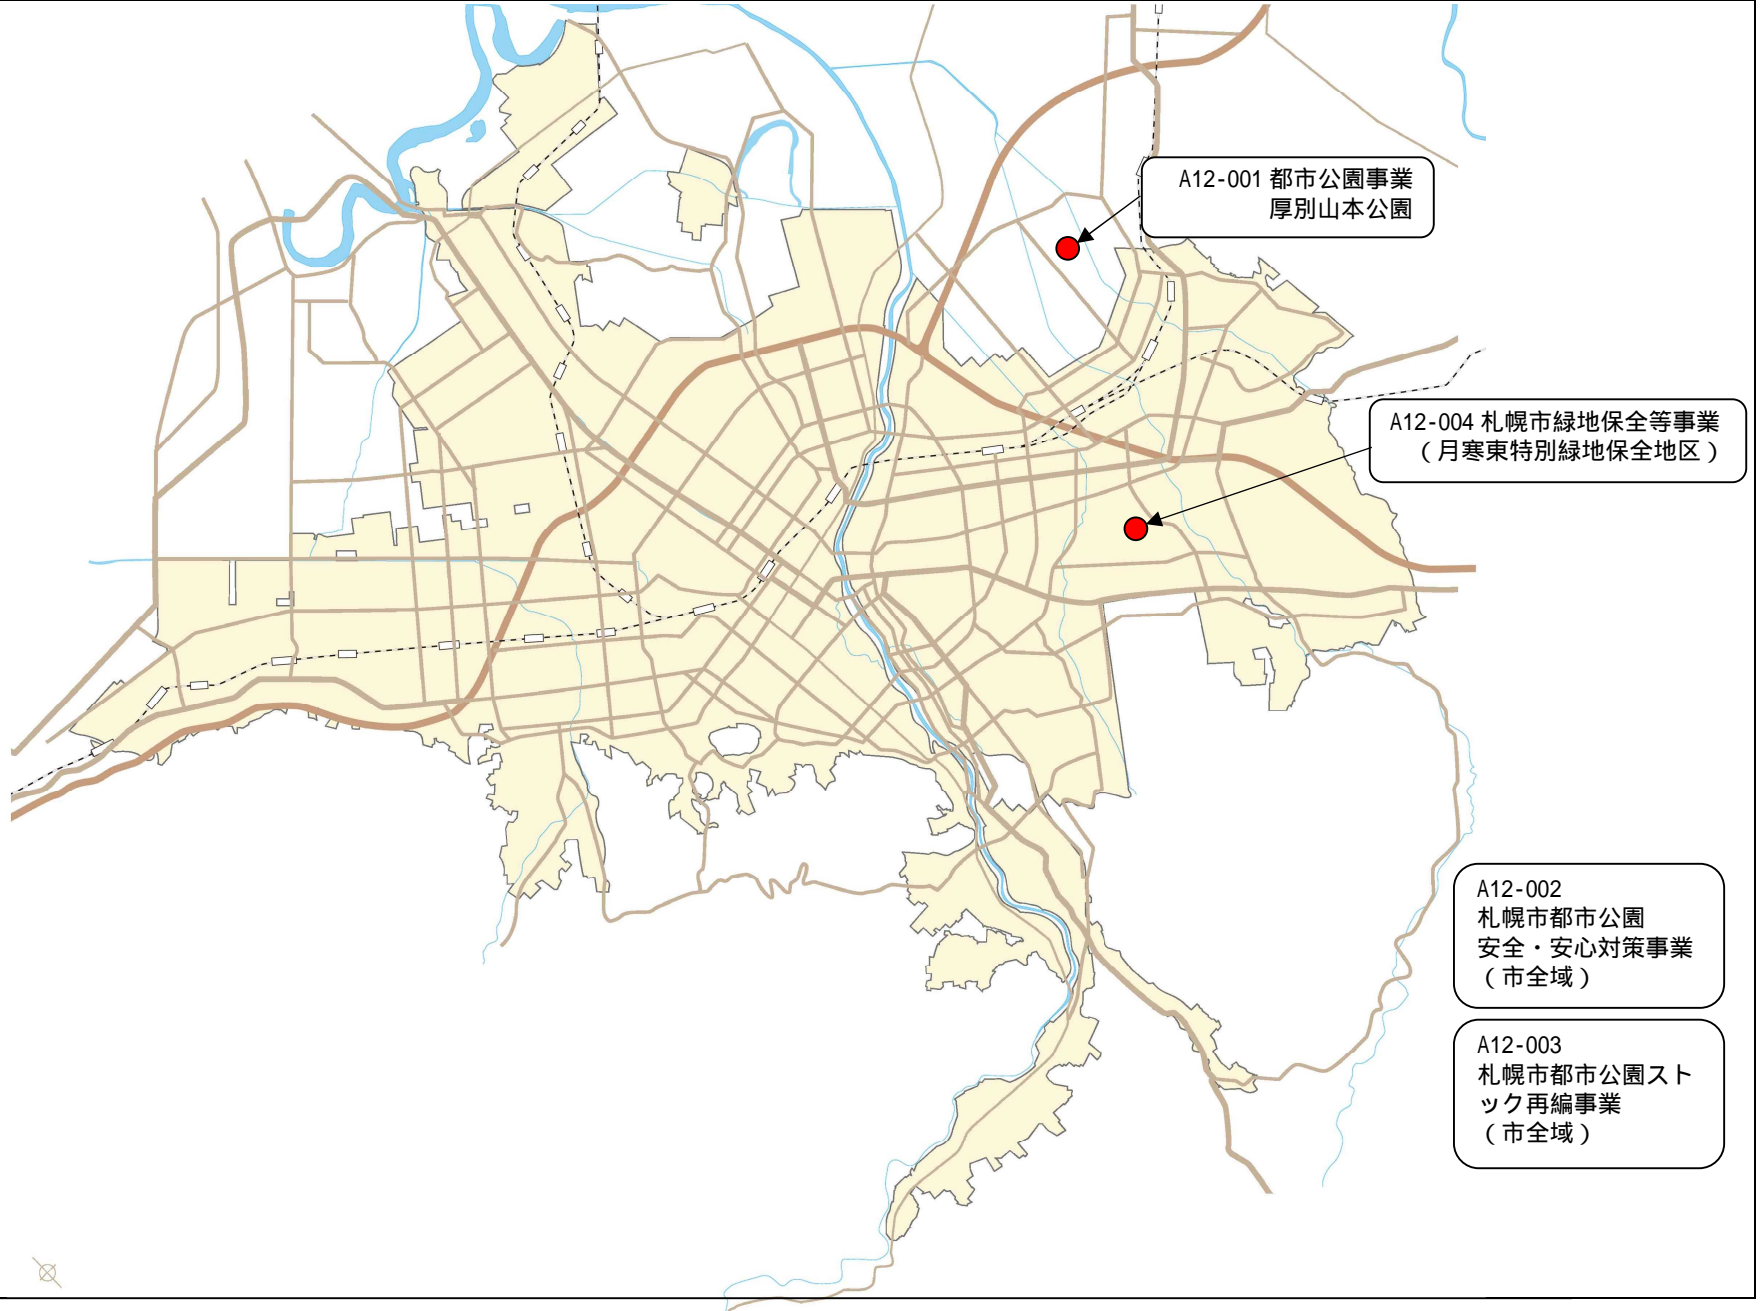 A12-001 都市公園事業
厚別山本公園
A12-004 札幌市緑地保全等事業
（月寒東特別緑地保全地区）
A12-002
札幌市都市公園
安全・安心対策事業
（市全域）
A12-003
札幌市都市公園スト
ック再編事業
（市全域）